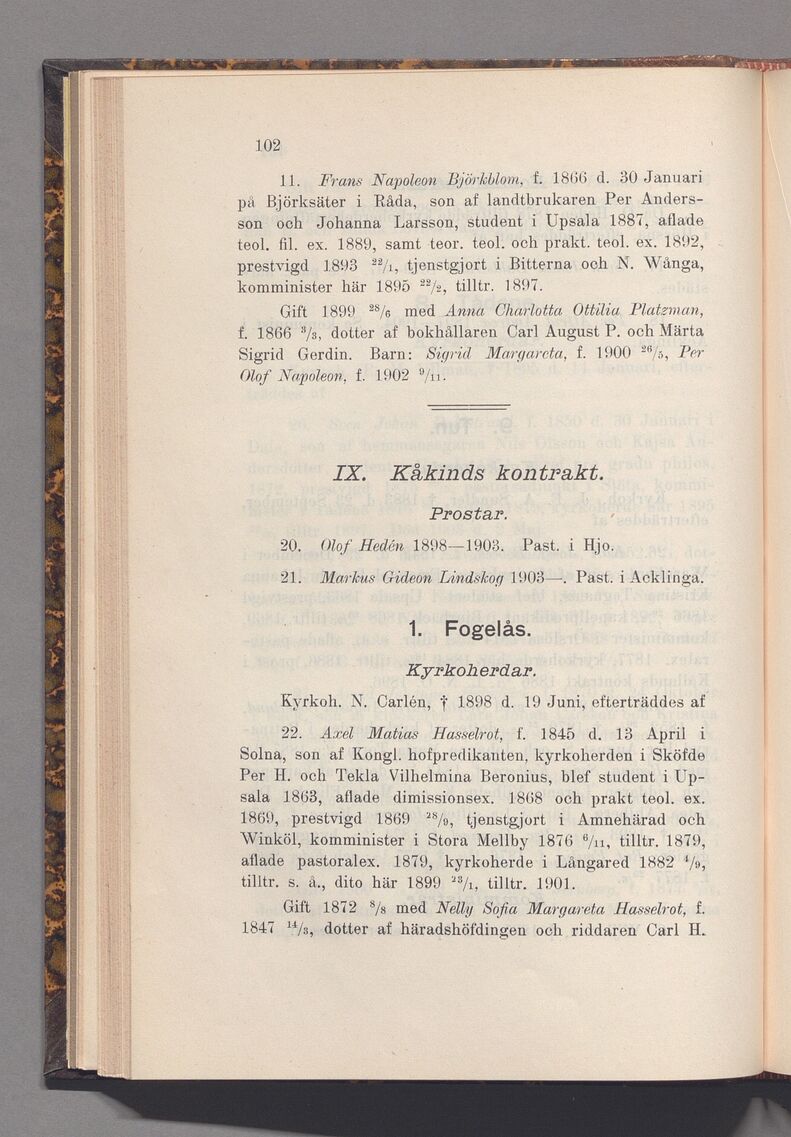 102
11. Frans Napoleon Björkblom, f. 1866 d. 30 Januari
på Björksäter i Råda, son af landtbrukaren Per Anders-
son och Johanna Larsson, student i Upsala 1887, aflade
teol. fil. ex. 1889, samt teor. teol. och prakt. teol. ex. 1892,
prestvigd 1893 22/1, tjenstgjort i Bitterna och N. Wånga,
komminister här 1895 22/2, tilltr. 1897.
Gift 1899 28/6 med Anna Charlotta Ottilia Platzman,
f. 1866 3/8, dotter af bokhållaren Carl August P. och Märta
Sigrid Gerdin. Barn: Sigrid Margareta, f. 1900 26/5, Per
Olof Napoleon, f. 1902 9/11.
IX. Kåkinds kontrakt.
Prostar.
20. Olof Hedén 1898—1903. Past. i Hjo.
21. Markus Gideon Lindskog 1903—. Past. i Acklinga.
1. Fogelås.
Kyrkoherdar.
Kyrkoh. N. Carlén, † 1898 d. 19 Juni, efterträddes af
22. Axel Matias Hasselrot, f. 1845 d. 13 April i
Solna, son af Kongl. hofpredikanten, kyrkoherden i Sköfde
Per H. och Tekla Vilhelmina Beronius, blef student i Up-
sala 1863, aflade dimissionsex. 1868 och prakt teol. ex.
1869, prestvigd 1869 28/9, tjenstgjort i Amnehärad och
Winköl, komminister i Stora Mellby 1876 6/11, tilltr. 1879,
aflade pastoralex. 1879, kyrkoherde i Långared 1882 4/9,
tilltr. s. å., dito här 1899 23/1, tilltr. 1901.
Gift 1872 8/8 med Nelly Sofia Margareta Hasselrot, f.
1847 14/3, dotter af häradshöfdingen och riddaren Carl H.